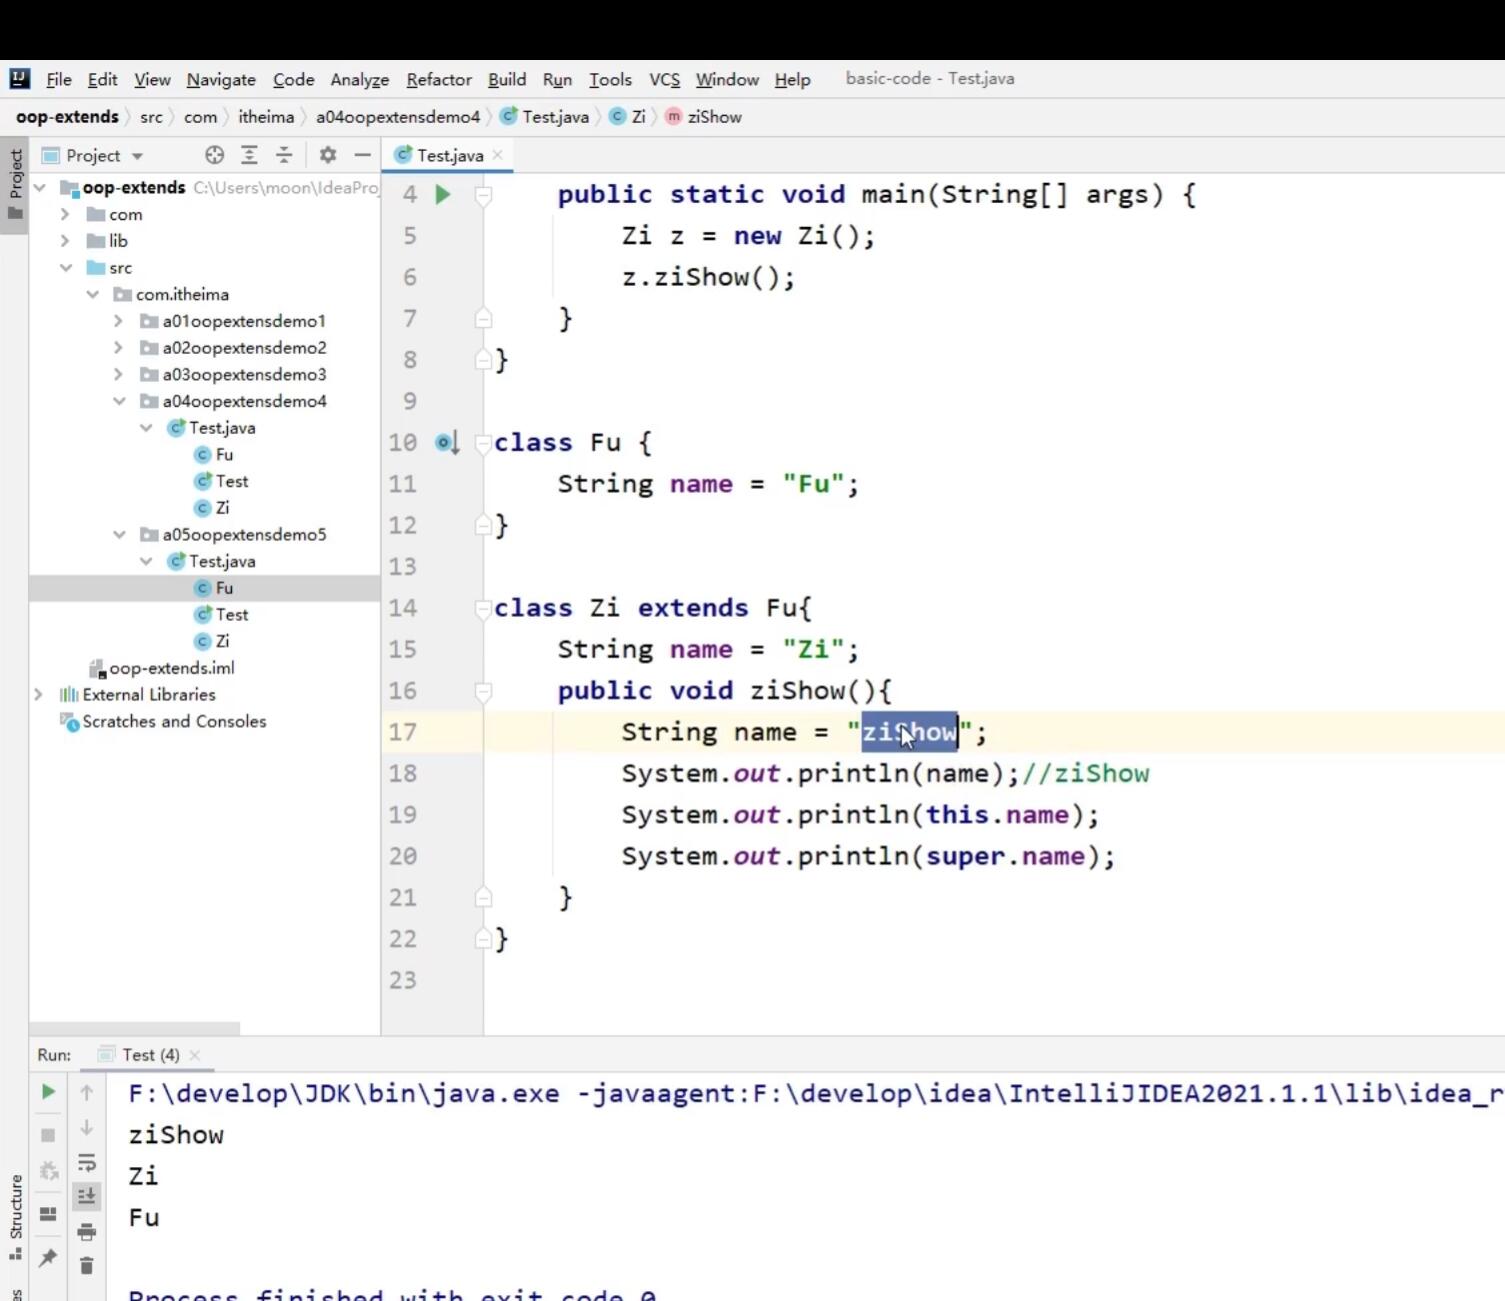 File Edit View Navigate Code Analyze Refactor Build Run Tools VCS Window Help basic-code - Test.java
oop-extends src com itheima a04oopextensdemo4 Test.java Zi m ziShow
Project
Project
Test.java
oop-extends C:\Users\moon\IdeaPro
com
lib
src
com.itheima
a01oopextensdemo1
a02oopextensdemo2
a03oopextensdemo3
a04oopextensdemo4
Test.java
Fu
Test
Zi
a05oopextensdemo5
Test.java
Fu
Test
Zi
oop-extends.iml
External Libraries
Scratches and Consoles
4 public static void main(String[] args) {
5 Zi z = new Zi();
6 z.ziShow();
7 }
8 }
9
10 class Fu {
11 String name = "Fu";
12 }
13
14 class Zi extends Fu{
15 String name = "Zi";
16 public void ziShow(){
17 String name = "ziShow";
18 System.out.println(name);//ziShow
19 System.out.println(this.name);
20 System.out.println(super.name);
21 }
22 }
23
Run: Test (4)
F:\develop\JDK\bin\java.exe -javaagent:F:\develop\idea\IntelliJIDEA2021.1.1\lib\idea_r
ziShow
Zi
Fu
Process finished with exit code 0
Structure